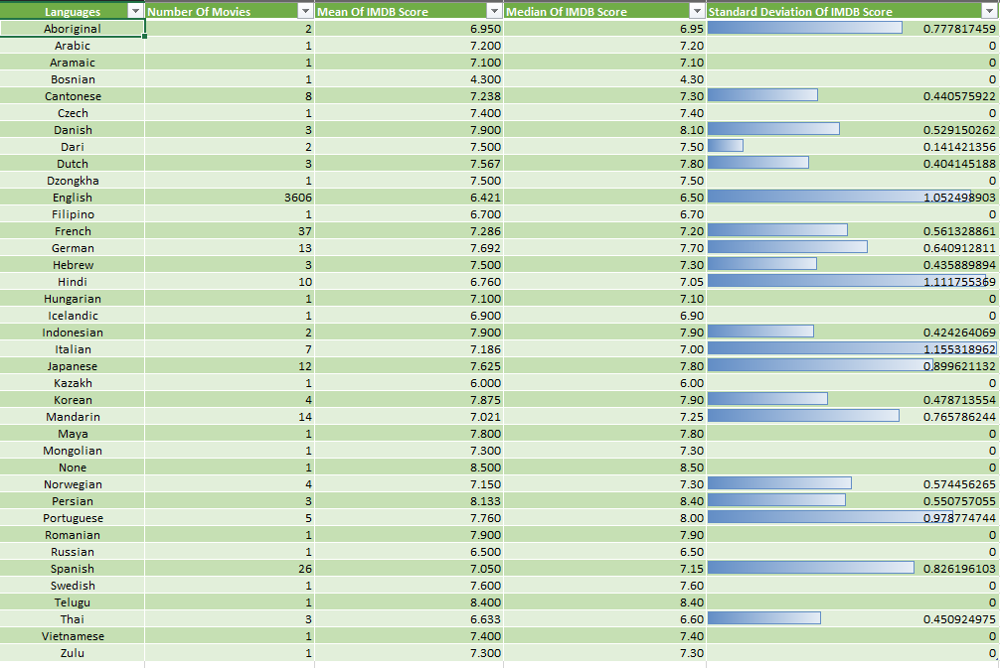 Languages Number Of Movies Mean Of IMDB Score Median Of IMDB Score Standard Deviation Of IMDB Score
Aboriginal 2 6.950 6.95 0.777817459
Arabic 1 7.200 7.20 0
Aramaic 1 7.100 7.10 0
Bosnian 1 4.300 4.30 0
Cantonese 8 7.238 7.30 0.440575922
Czech 1 7.400 7.40 0
Danish 3 7.900 8.10 0.529150262
Dari 2 7.500 7.50 0.141421356
Dutch 3 7.567 7.80 0.404145188
Dzongkha 1 7.500 7.50 0
English 3606 6.421 6.50 1.052498903
Filipino 1 6.700 6.70 0
French 37 7.286 7.20 0.561328861
German 13 7.692 7.70 0.640912811
Hebrew 3 7.500 7.30 0.435889894
Hindi 10 6.760 7.05 1.111755369
Hungarian 1 7.100 7.10 0
Icelandic 1 6.900 6.90 0
Indonesian 2 7.900 7.90 0.424264069
Italian 7 7.186 7.00 1.155318962
Japanese 12 7.625 7.80 0.899621132
Kazakh 1 6.000 6.00 0
Korean 4 7.875 7.90 0.478713554
Mandarin 14 7.021 7.25 0.765786244
Maya 1 7.800 7.80 0
Mongolian 1 7.300 7.30 0
None 1 8.500 8.50 0
Norwegian 4 7.150 7.30 0.574456265
Persian 3 8.133 8.40 0.550757055
Portuguese 5 7.760 8.00 0.978774744
Romanian 1 7.900 7.90 0
Russian 1 6.500 6.50 0
Spanish 26 7.050 7.15 0.826196103
Swedish 1 7.600 7.60 0
Telugu 1 8.400 8.40 0
Thai 3 6.633 6.60 0.450924975
Vietnamese 1 7.400 7.40 0
Zulu 1 7.300 7.30 0